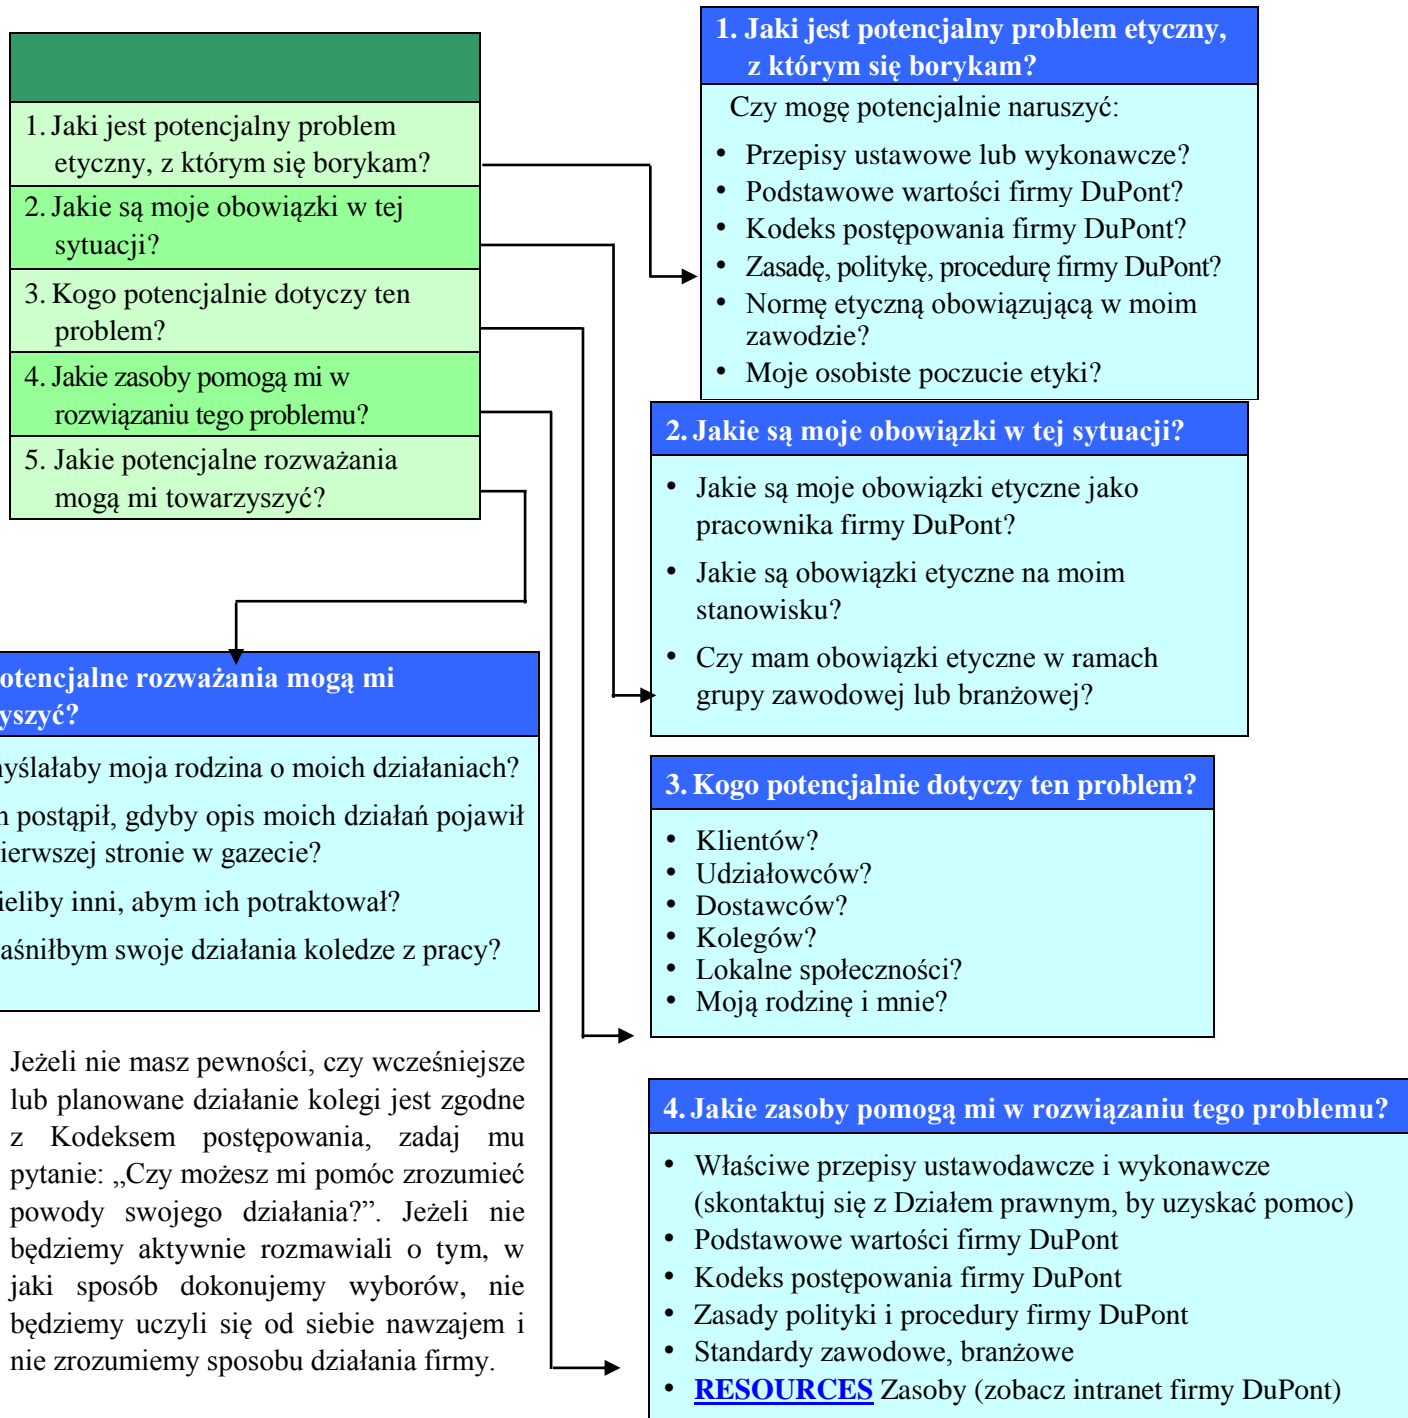 1. Jaki jest potencjalny problem
etyczny, z którym się borykam?
2. Jakie są moje obowiązki w tej
sytuacji?
3. Kogo potencjalnie dotyczy ten
problem?
4. Jakie zasoby pomogą mi w
rozwiązaniu tego problemu?
5. Jakie potencjalne rozważania
mogą mi towarzyszyć?
1. Jaki jest potencjalny problem etyczny,
z którym się borykam?
Czy mogę potencjalnie naruszyć:
• Przepisy ustawowe lub wykonawcze?
• Podstawowe wartości firmy DuPont?
• Kodeks postępowania firmy DuPont?
• Zasadę, politykę, procedurę firmy DuPont?
• Normę etyczną obowiązującą w moim
zawodzie?
• Moje osobiste poczucie etyki?
2. Jakie są moje obowiązki w tej sytuacji?
• Jakie są moje obowiązki etyczne jako
pracownika firmy DuPont?
• Jakie są obowiązki etyczne na moim
stanowisku?
• Czy mam obowiązki etyczne w ramach
grupy zawodowej lub branżowej?
3. Kogo potencjalnie dotyczy ten problem?
• Klientów?
• Udziałowców?
• Dostawców?
• Kolegów?
• Lokalne społeczności?
• Moją rodzinę i mnie?
4. Jakie zasoby pomogą mi w rozwiązaniu tego problemu?
• Właściwe przepisy ustawodawcze i wykonawcze
(skontaktuj się z Działem prawnym, by uzyskać pomoc)
• Podstawowe wartości firmy DuPont
• Kodeks postępowania firmy DuPont
• Zasady polityki i procedury firmy DuPont
• Standardy zawodowe, branżowe
• RESOURCES Zasoby (zobacz intranet firmy DuPont)
otencjalne rozważania mogą mi
yszyć?
yślałaby moja rodzina o moich działaniach?
postąpił, gdyby opis moich działań pojawił
ierwszej stronie w gazecie?
ieliby inni, abym ich potraktował?
aśniłbym swoje działania koledze z pracy?
Jeżeli nie masz pewności, czy wcześniejsze
lub planowane działanie kolegi jest zgodne
z Kodeksem postępowania, zadaj mu
pytanie: „Czy możesz mi pomóc zrozumieć
powody swojego działania?”. Jeżeli nie
będziemy aktywnie rozmawiali o tym, w
jaki sposób dokonujemy wyborów, nie
będziemy uczyli się od siebie nawzajem i
nie zrozumiemy sposobu działania firmy.